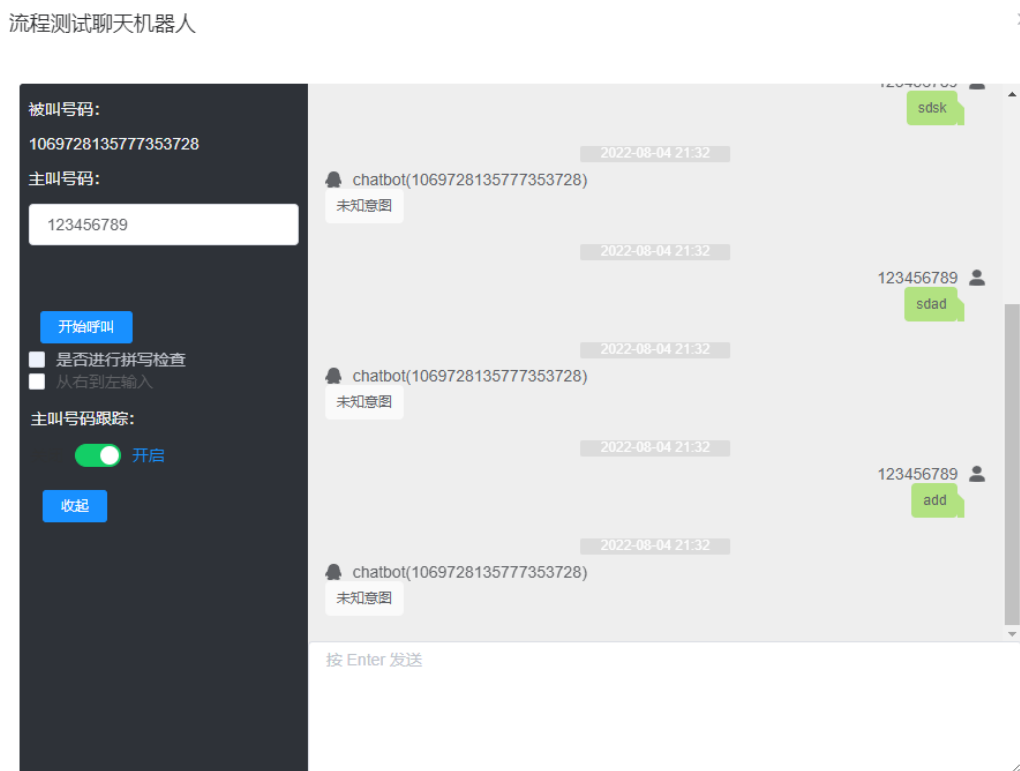 流程测试聊天机器人
被叫号码：
1069728135777353728
主叫号码：
123456789
开始呼叫
是否进行拼写检查
从右到左输入
主叫号码跟踪：
开启
收起
123456789
sdsk
2022-08-04 21:32
chatbot(1069728135777353728)
未知意图
2022-08-04 21:32
123456789
sdad
2022-08-04 21:32
chatbot(1069728135777353728)
未知意图
2022-08-04 21:32
123456789
add
2022-08-04 21:32
chatbot(1069728135777353728)
未知意图
按 Enter 发送